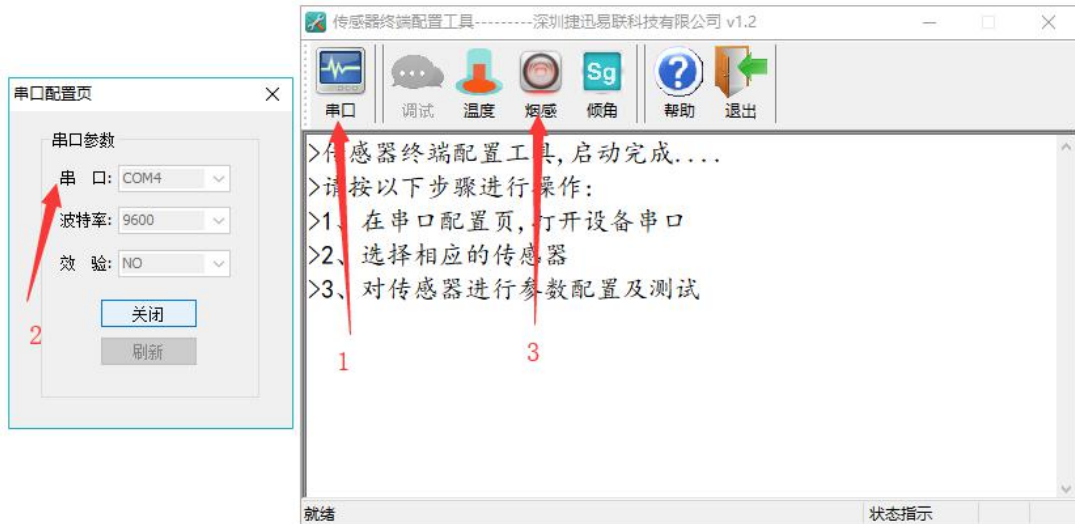 传感器终端配置工具---------深圳捷迅易联科技有限公司 v1.2
串口 调试 温度 烟感 Sg 倾角 ? 帮助 退出
串口配置页
串口参数
串 口: COM4
波特率: 9600
效 验: NO
关闭
刷新
2
>传感器终端配置工具,启动完成....
>请按以下步骤进行操作:
>1、在串口配置页,打开设备串口
>2、选择相应的传感器
>3、对传感器进行参数配置及测试
1
3
就绪
状态指示